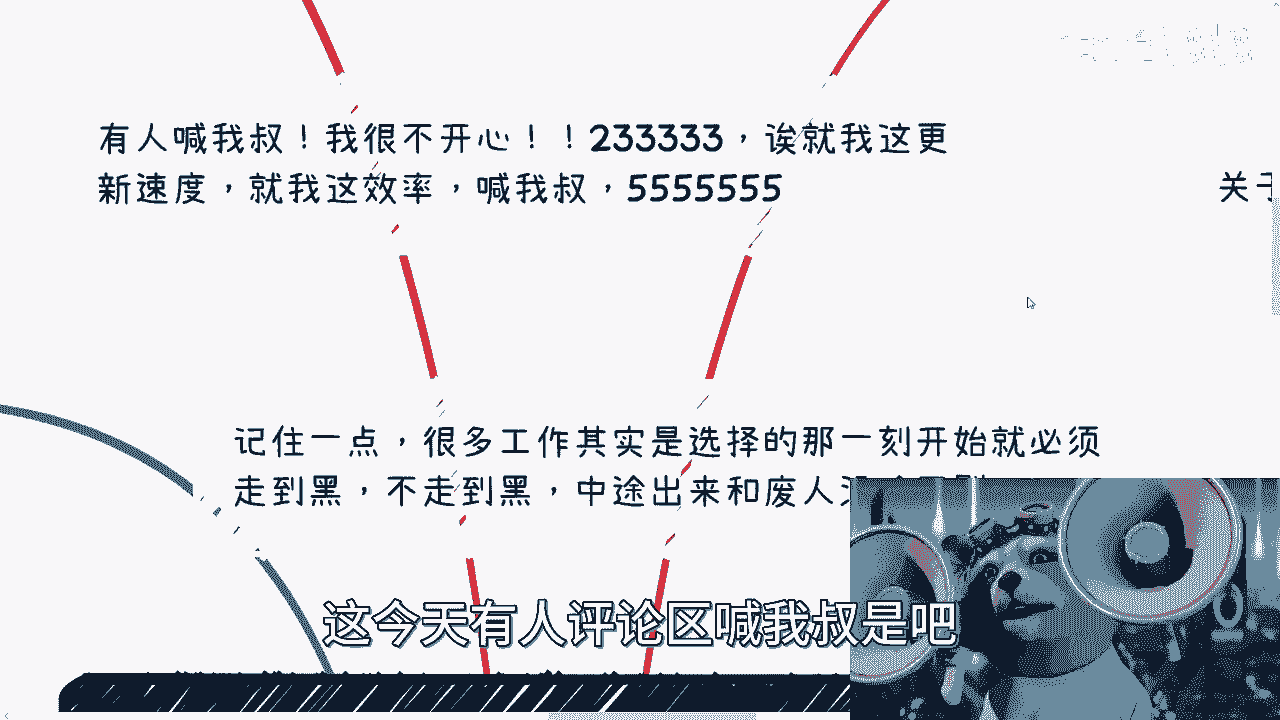 有人喊我叔！我很不开心！！233333，诶就我这更
新速度，就我这效率，喊我叔，5555555
关于
记住一点，很多工作其实是选择的那一刻开始就必须
走到黑，不走到黑，中途出来和废人
这今天有人评论区喊我叔是吧